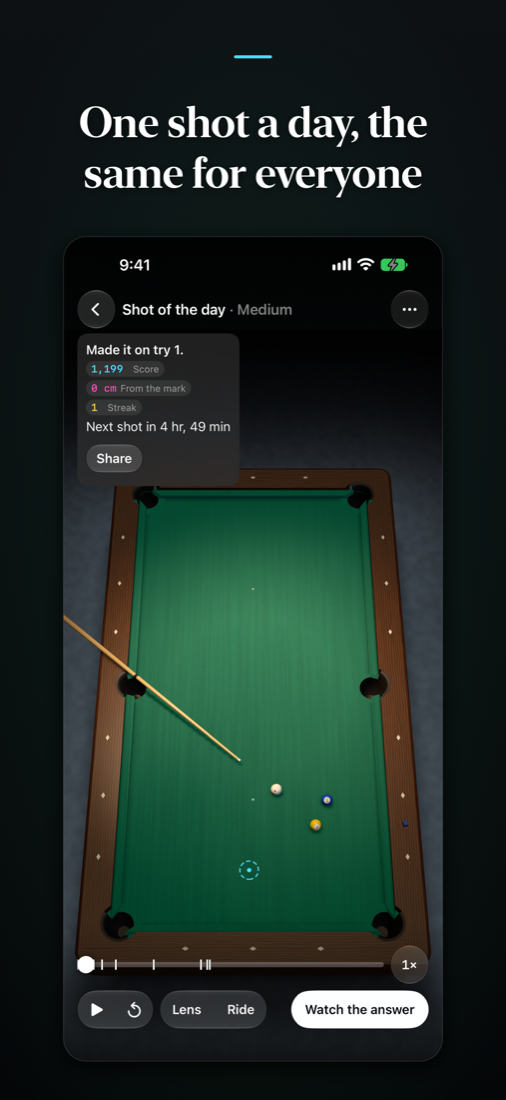 One shot a day, the
same for everyone
9:41
Shot of the day · Medium
Made it on try 1.
1,199 Score
0 cm From the mark
1 Streak
Next shot in 4 hr, 49 min
Share
1×
Lens
Ride
Watch the answer